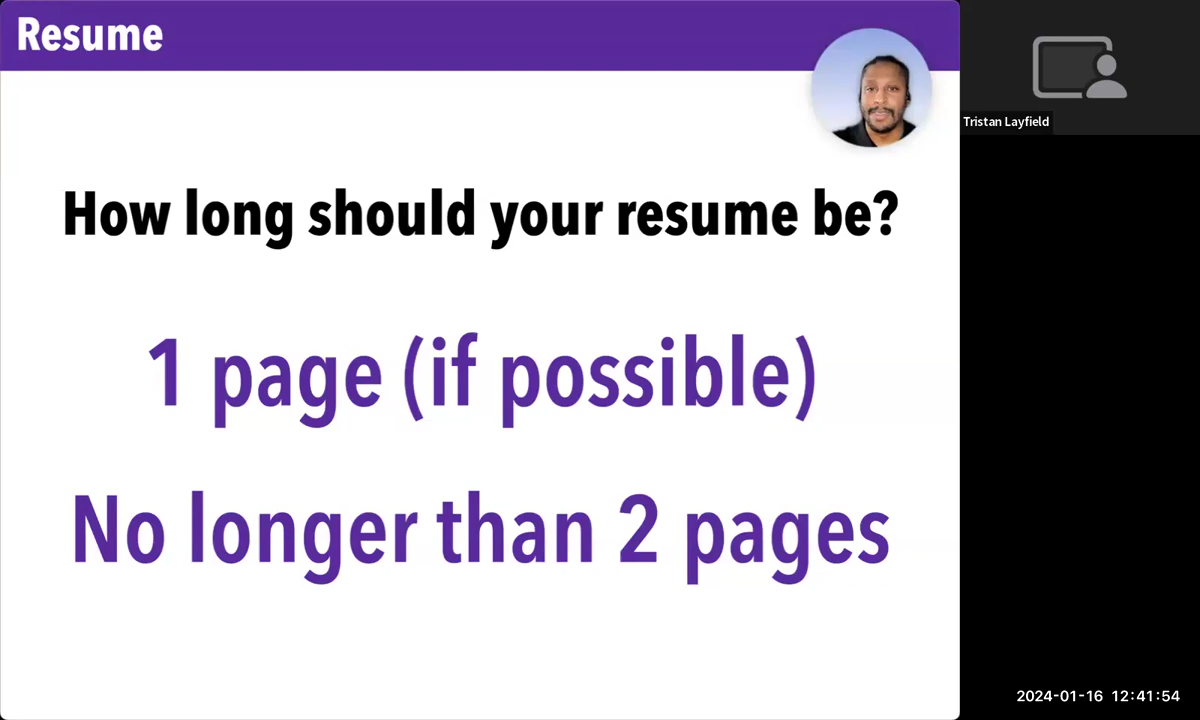 Resume
Tristan Layfield
How long should your resume be?
1 page (if possible)
No longer than 2 pages
2024-01-16 12:41:54